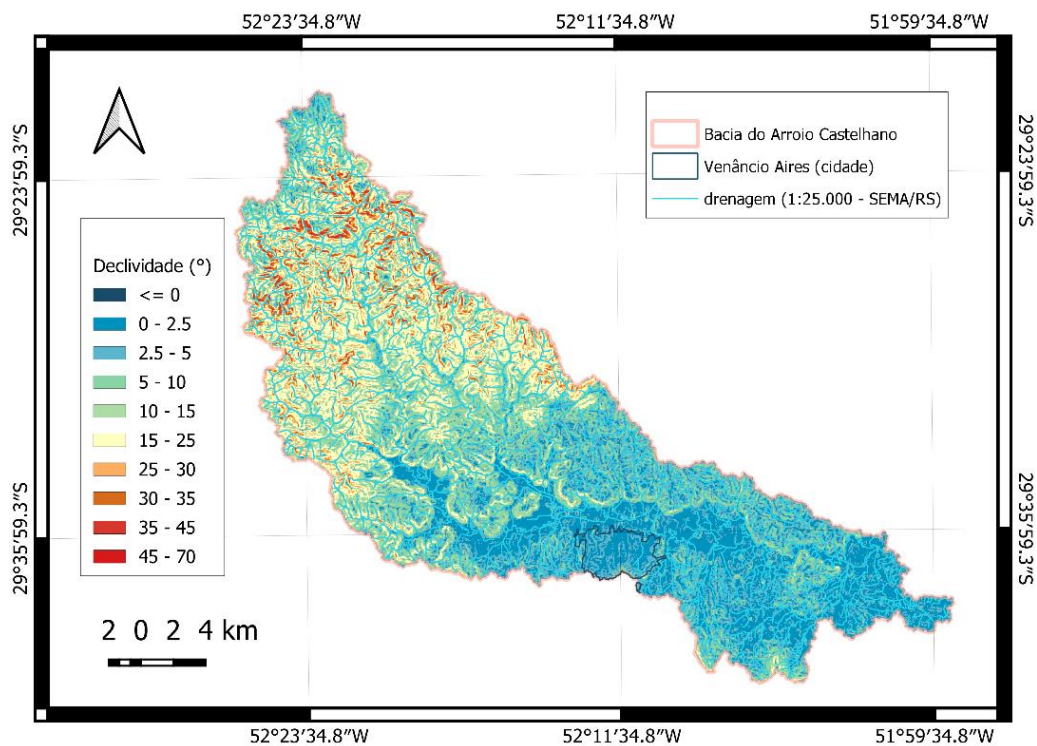 52°23′34.8″W 52°11′34.8″W 51°59′34.8″W
29°23′59.3″S
29°23′59.3″S
Bacia do Arroio Castelhano
Venâncio Aires (cidade)
drenagem (1:25.000 - SEMA/RS)
Declividade (°)
<= 0
0 - 2.5
2.5 - 5
5 - 10
10 - 15
15 - 25
25 - 30
30 - 35
35 - 45
45 - 70
29°35′59.3″S
29°35′59.3″S
2 0 2 4 km
52°23′34.8″W 52°11′34.8″W 51°59′34.8″W